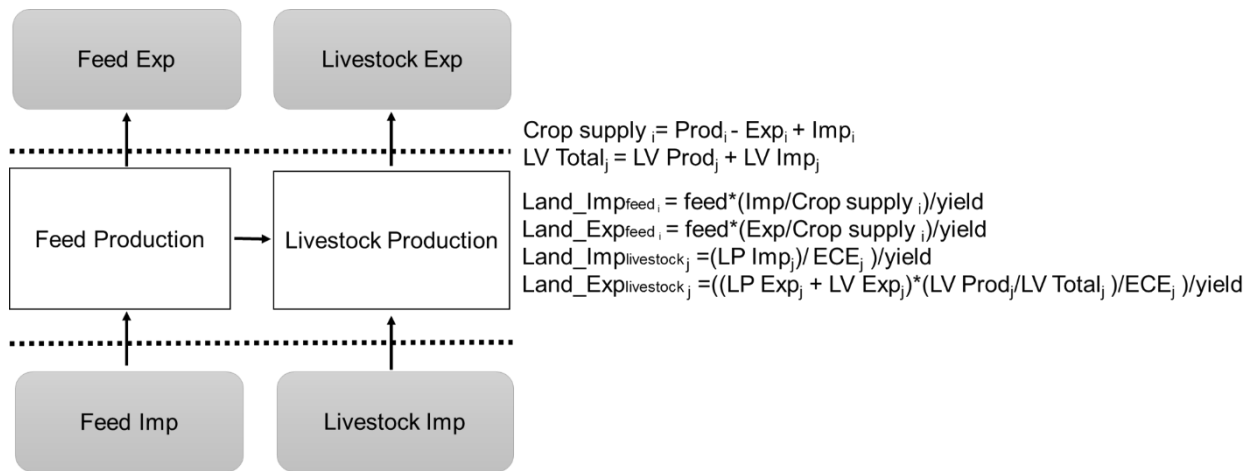 Feed Exp
Livestock Exp
Crop supply i= Prodi - Expi + Impi
LV Totalj = LV Prodj + LV Impj
Feed Production
Livestock Production
Land_Impfeed i = feed*(Imp/Crop supply i)/yield
Land_Expfeed i = feed*(Exp/Crop supply i)/yield
Land_Implivestock j =(LP Impj)/ ECEj )/yield
Land_Explivestock j =((LP Expj + LV Expj)*(LV Prodj/LV Totalj )/ECEj )/yield
Feed Imp
Livestock Imp